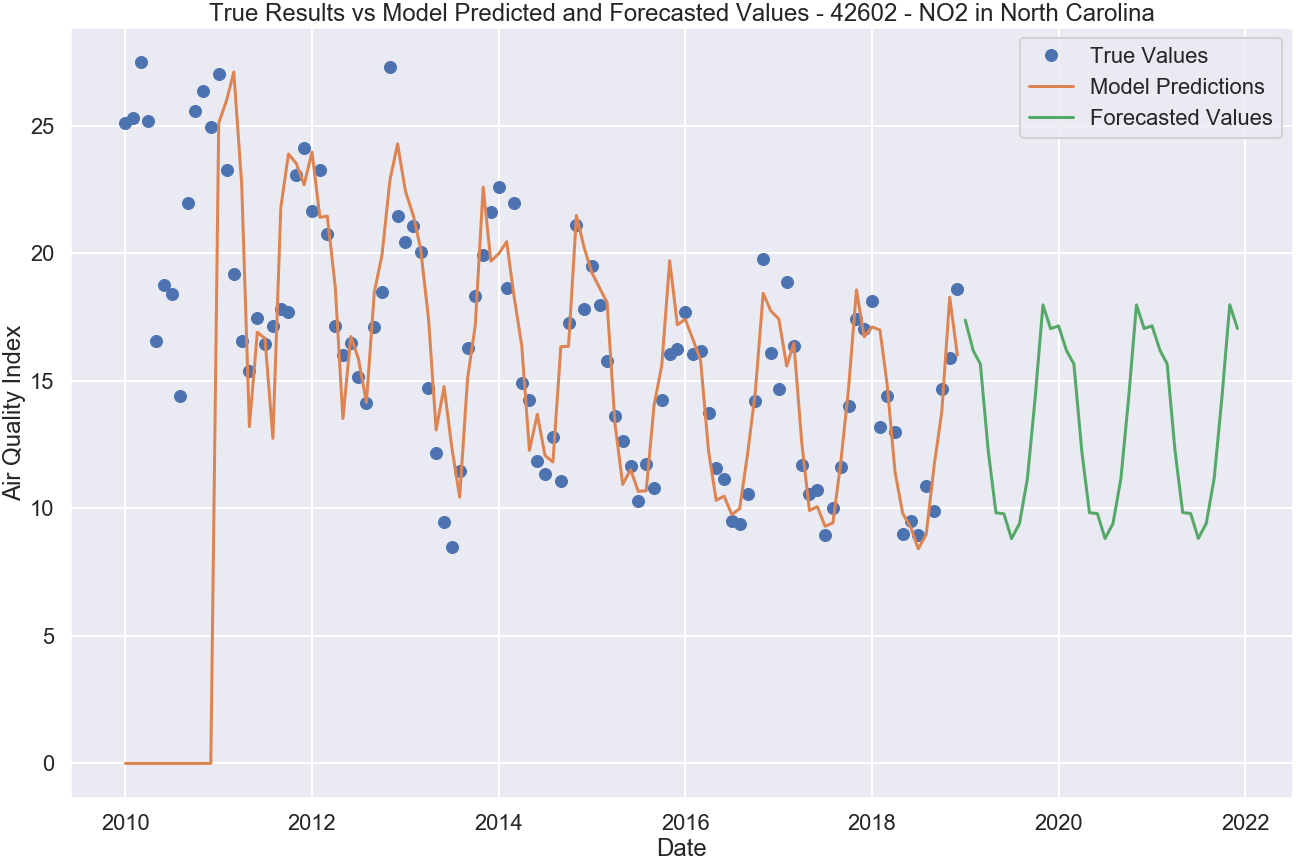 True Results vs Model Predicted and Forecasted Values - 42602 - NO2 in North Carolina
True Values
Model Predictions
Forecasted Values
Air Quality Index
25
20
15
10
5
0
2010 2012 2014 2016 2018 2020 2022
Date